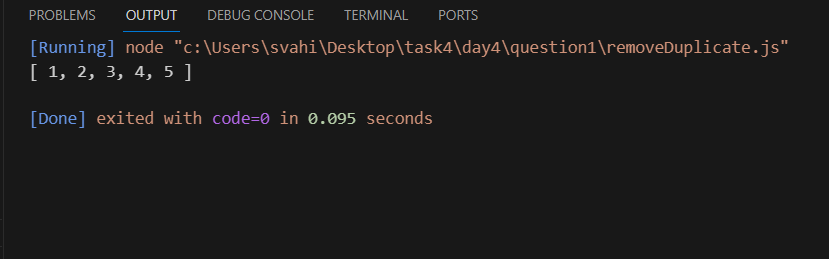 PROBLEMS OUTPUT DEBUG CONSOLE TERMINAL PORTS
[Running] node "c:\Users\svahi\Desktop\task4\day4\question1\removeDuplicate.js"
[ 1, 2, 3, 4, 5 ]
[Done] exited with code=0 in 0.095 seconds